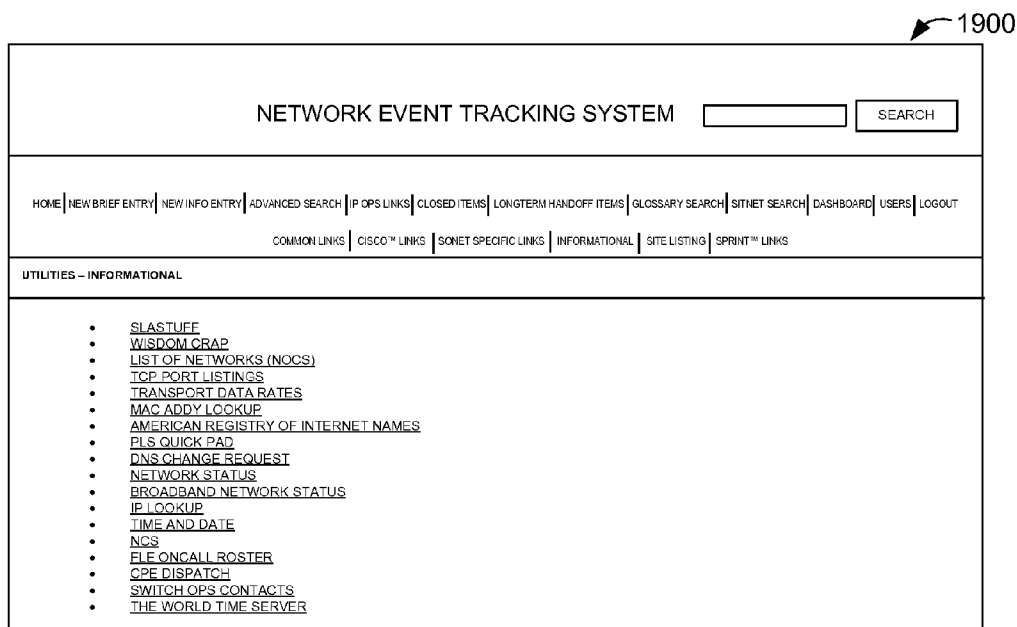 1900
NETWORK EVENT TRACKING SYSTEM
SEARCH
HOME NEW BRIEF ENTRY NEW INFO ENTRY ADVANCED SEARCH IP OPS LINKS CLOSED ITEMS LONGTERM HANDOFF ITEMS GLOSSARY SEARCH SITNET SEARCH DASHBOARD USERS LOGOUT
COMMON LINKS CISCO™ LINKS SONET SPECIFIC LINKS INFORMATIONAL SITE LISTING SPRINT™ LINKS
UTILITIES – INFORMATIONAL
• SLASTUFF
• WISDOM CRAP
• LIST OF NETWORKS (NOCS)
• TCP PORT LISTINGS
• TRANSPORT DATA RATES
• MAC ADDY LOOKUP
• AMERICAN REGISTRY OF INTERNET NAMES
• PLS QUICK PAD
• DNS CHANGE REQUEST
• NETWORK STATUS
• BROADBAND NETWORK STATUS
• IP LOOKUP
• TIME AND DATE
• NCS
• FLE ONCALL ROSTER
• CPE DISPATCH
• SWITCH OPS CONTACTS
• THE WORLD TIME SERVER